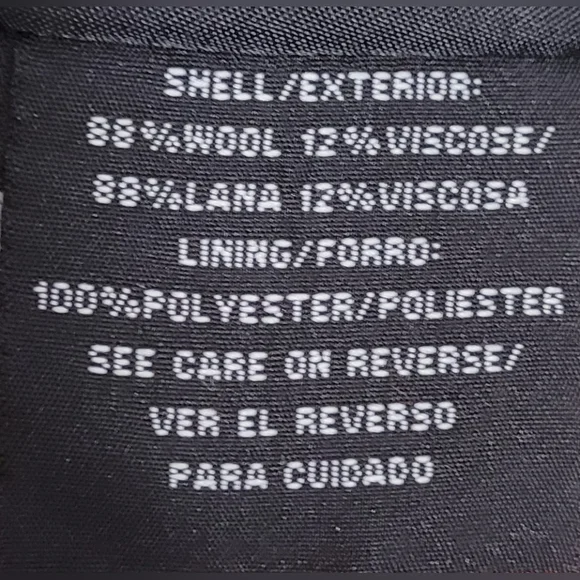 SHELL/EXTERIOR:
88%WOOL 12%VISCOSE/
88%LANA 12%VISCOSA
LINING/FORRO:
100%POLYESTER/POLIESTER
SEE CARE ON REVERSE/
VER EL REVERSO
PARA CUIDADO